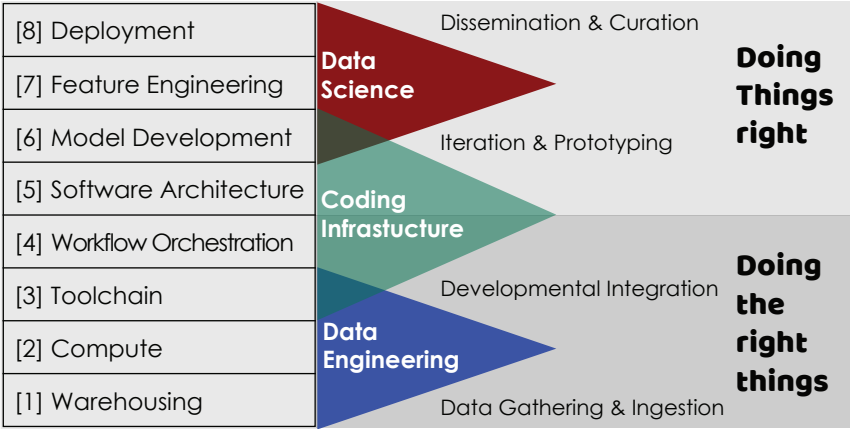 [8] Deployment
[7] Feature Engineering
[6] Model Development
[5] Software Architecture
[4] Workflow Orchestration
[3] Toolchain
[2] Compute
[1] Warehousing
Data
Science
Coding
Infrastucture
Data
Engineering
Dissemination & Curation
Iteration & Prototyping
Developmental Integration
Data Gathering & Ingestion
Doing
Things
right
Doing
the
right
things